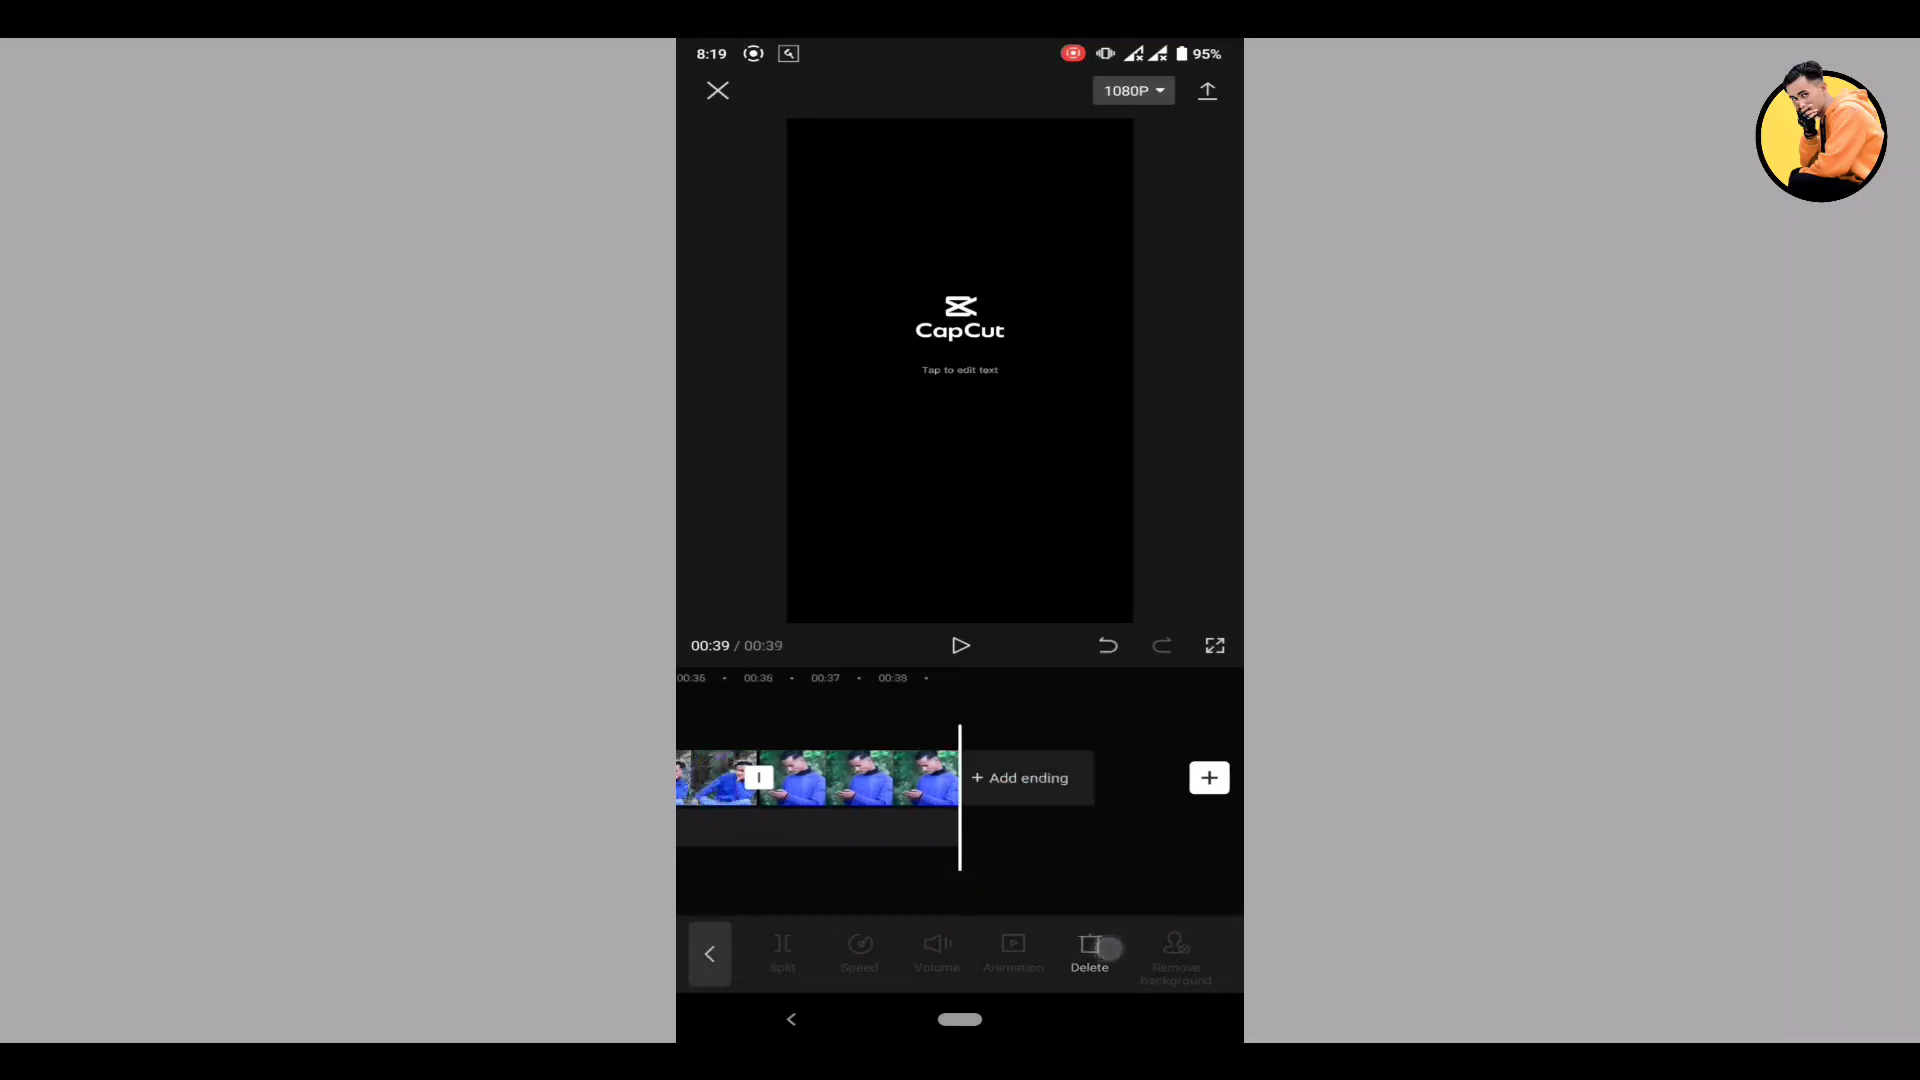 8:19
95%
1080P
CapCut
Tap to edit text
00:39 / 00:39
00:36 00:36 00:37 00:38
+ Add ending
Split Speed Volume Animation Delete Remove background